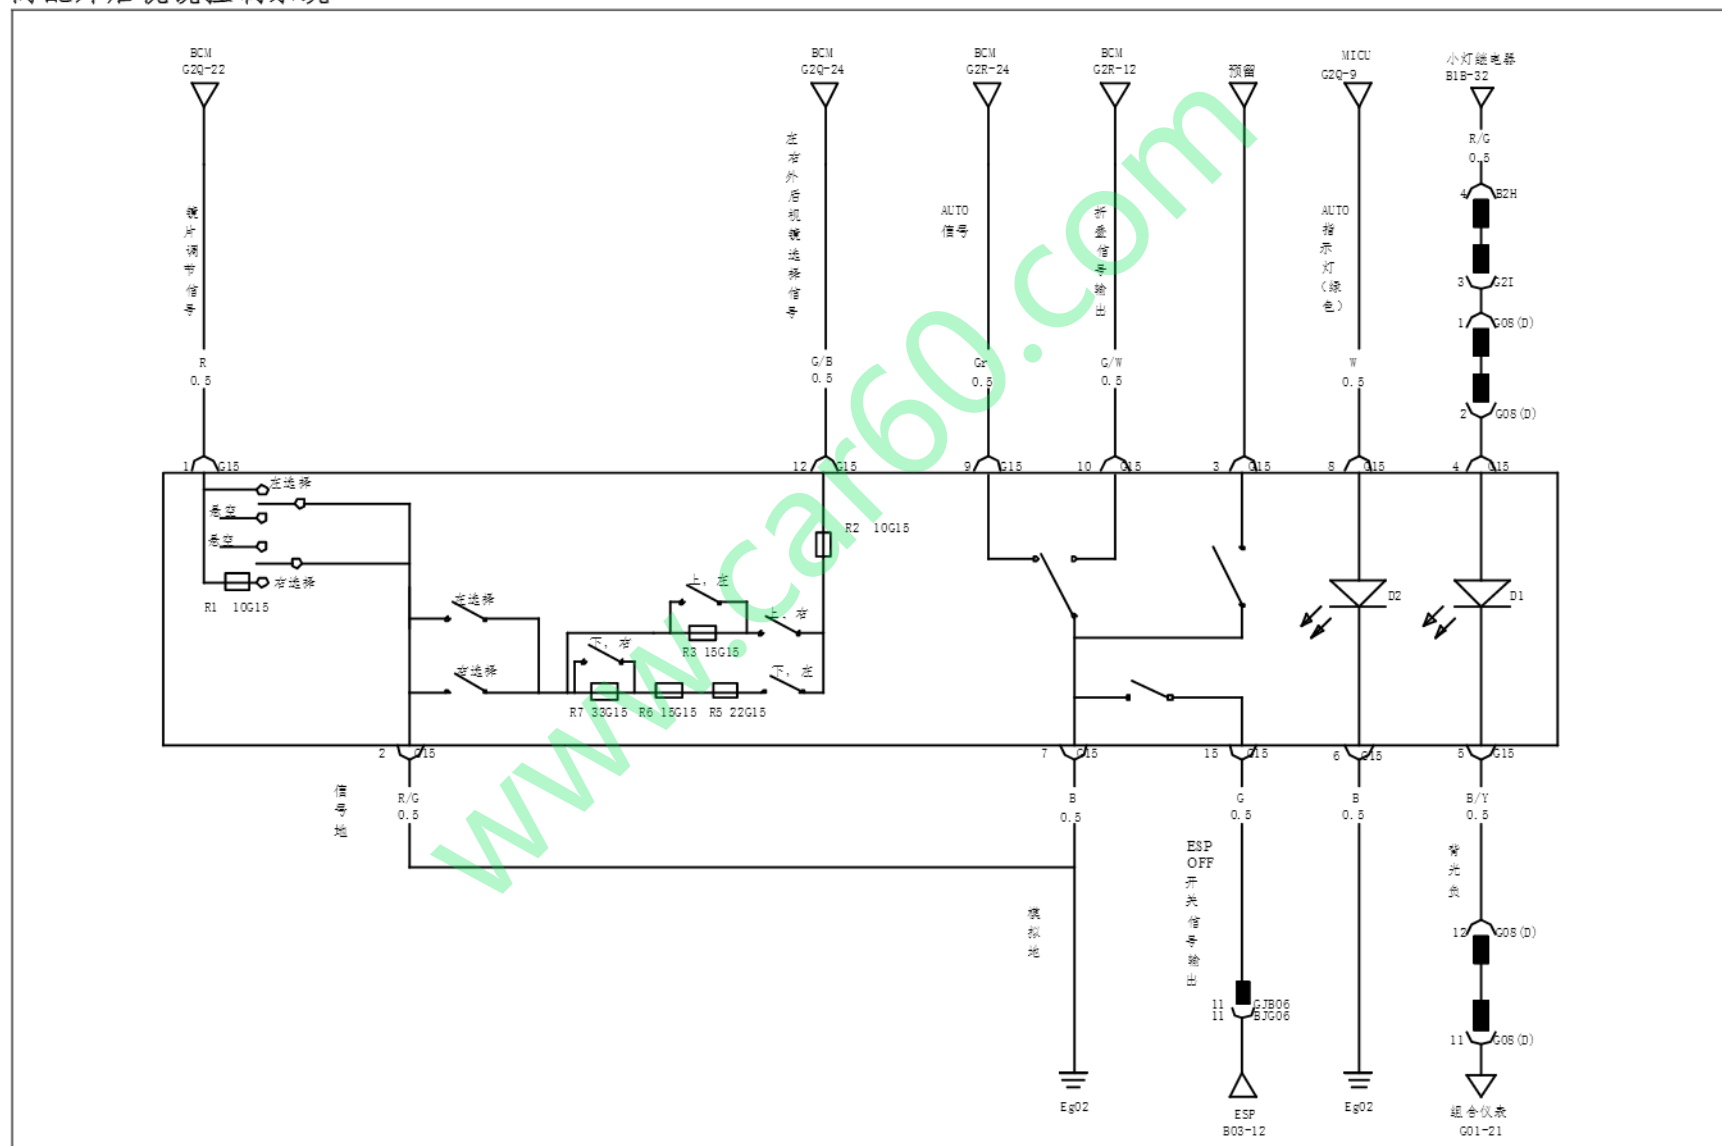 BCM
G2Q-22
BCM
G2Q-24
BCM
G2R-24
BCM
G2R-12
预留
MICU
G2Q-9
小灯继电器
B1B-32
R/G
0.5
4
B2H
3
G2I
1
G08(D)
2
G08(D)
镜片调节信号
左右外后视镜选择信号
AUTO
信号
折叠信号输出
AUTO
指示灯(绿色)
R
0.5
G/B
0.5
Gr
0.5
G/W
0.5
W
0.5
1
G15
12
G15
9
G15
10
G15
3
G15
8
G15
4
G15
左选择
悬空
悬空
右选择
R1 10G15
R2 10G15
左选择
右选择
上, 左
上, 右
R3 15G15
下, 右
下, 左
R7 33G15
R6 15G15
R5 22G15
D2
D1
2
G15
7
G15
15
G15
6
G15
5
G15
信号地
R/G
0.5
B
0.5
G
0.5
B
0.5
B/Y
0.5
模拟地
ESP
OFF
开关信号输出
背光负
12
G08(D)
11
GJB06
11
BJG06
11
G08(D)
Eg02
ESP
B03-12
Eg02
组合仪表
G01-21
www.car60.com